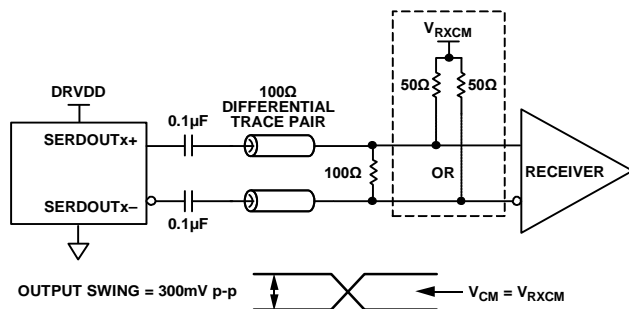 V_RXCM
DRVDD
100Ω
DIFFERENTIAL
TRACE PAIR
50Ω
50Ω
0.1µF
SERDOUTx+
100Ω
OR
RECEIVER
SERDOUTx–
0.1µF
OUTPUT SWING = 300mV p-p
V_CM = V_RXCM